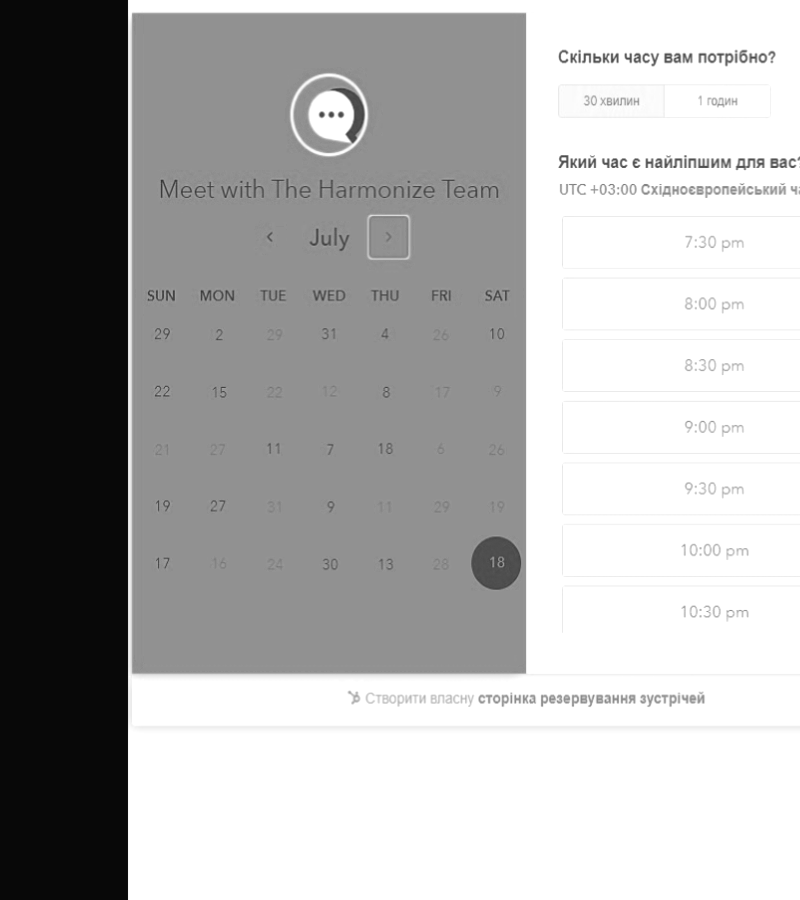 Meet with The Harmonize Team
July
SUN MON TUE WED THU FRI SAT
29 2 29 31 4 26 10
22 15 22 12 8 17 9
21 27 11 7 18 6 26
19 27 31 9 11 29 19
17 16 24 30 13 28 18
Скільки часу вам потрібно?
30 хвилин 1 годин
Який час є найліпшим для вас?
UTC +03:00 Східноєвропейський ча
7:30 pm
8:00 pm
8:30 pm
9:00 pm
9:30 pm
10:00 pm
10:30 pm
Створити власну сторінка резервування зустрічей